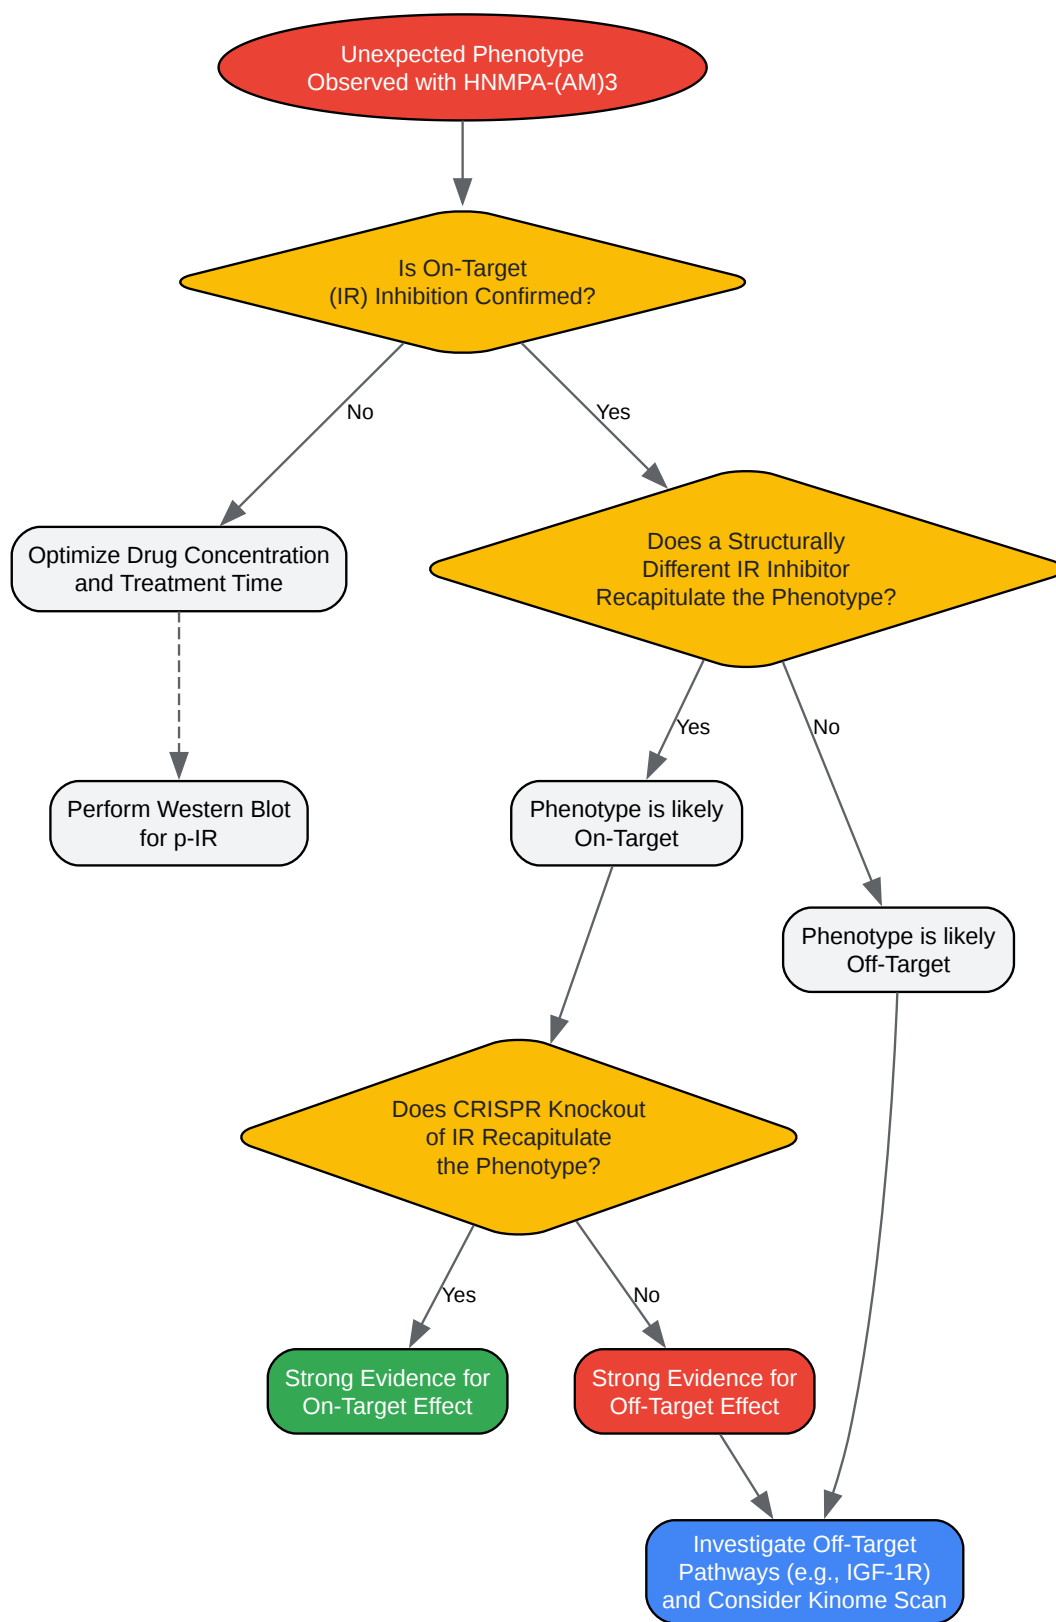 Unexpected Phenotype
Observed with HNMPA-(AM)3
Is On-Target
(IR) Inhibition Confirmed?
No
Yes
Optimize Drug Concentration
and Treatment Time
Does a Structurally
Different IR Inhibitor
Recapitulate the Phenotype?
Yes
No
Perform Western Blot
for p-IR
Phenotype is likely
On-Target
Phenotype is likely
Off-Target
Does CRISPR Knockout
of IR Recapitulate
the Phenotype?
Yes
No
Strong Evidence for
On-Target Effect
Strong Evidence for
Off-Target Effect
Investigate Off-Target
Pathways (e.g., IGF-1R)
and Consider Kinome Scan